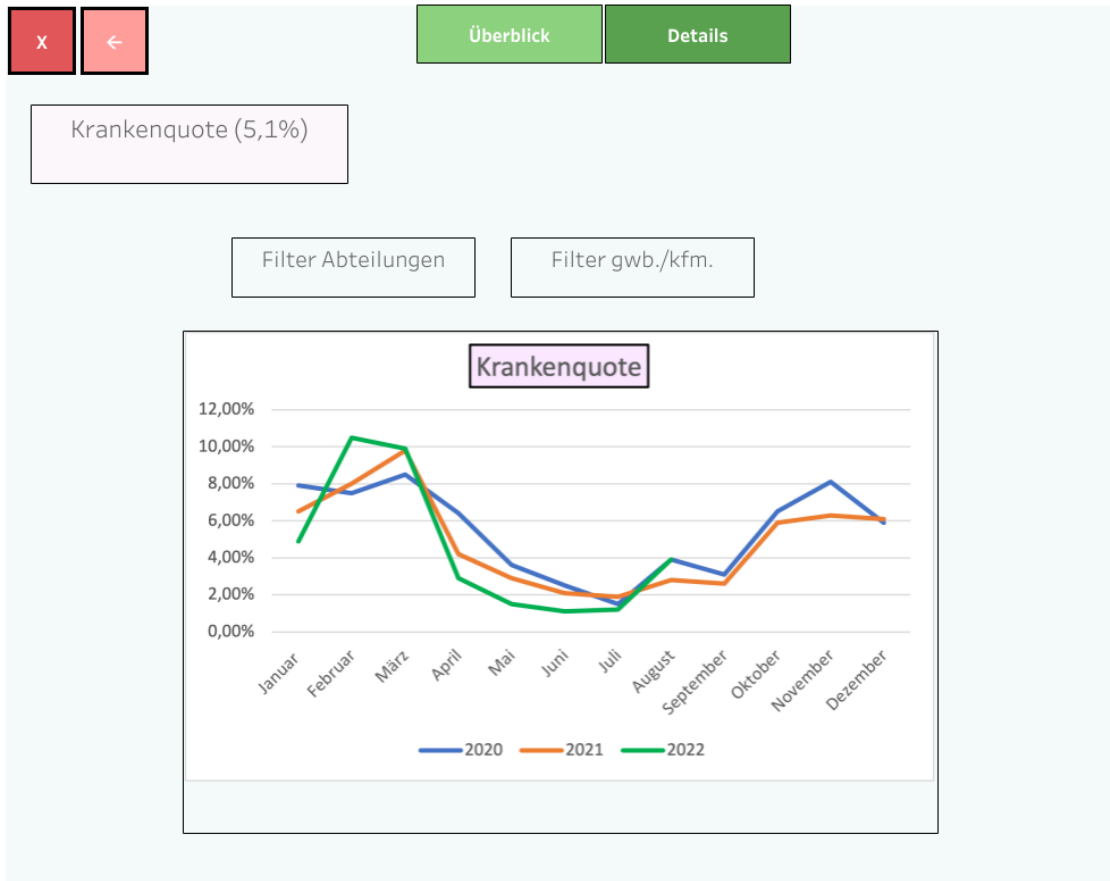 X
←
Überblick
Details
Krankenquote (5,1%)
Filter Abteilungen
Filter gwb./kfm.
Krankenquote
12,00%
10,00%
8,00%
6,00%
4,00%
2,00%
0,00%
Januar
Februar
März
April
Mai
Juni
Juli
August
September
Oktober
November
Dezember
2020
2021
2022